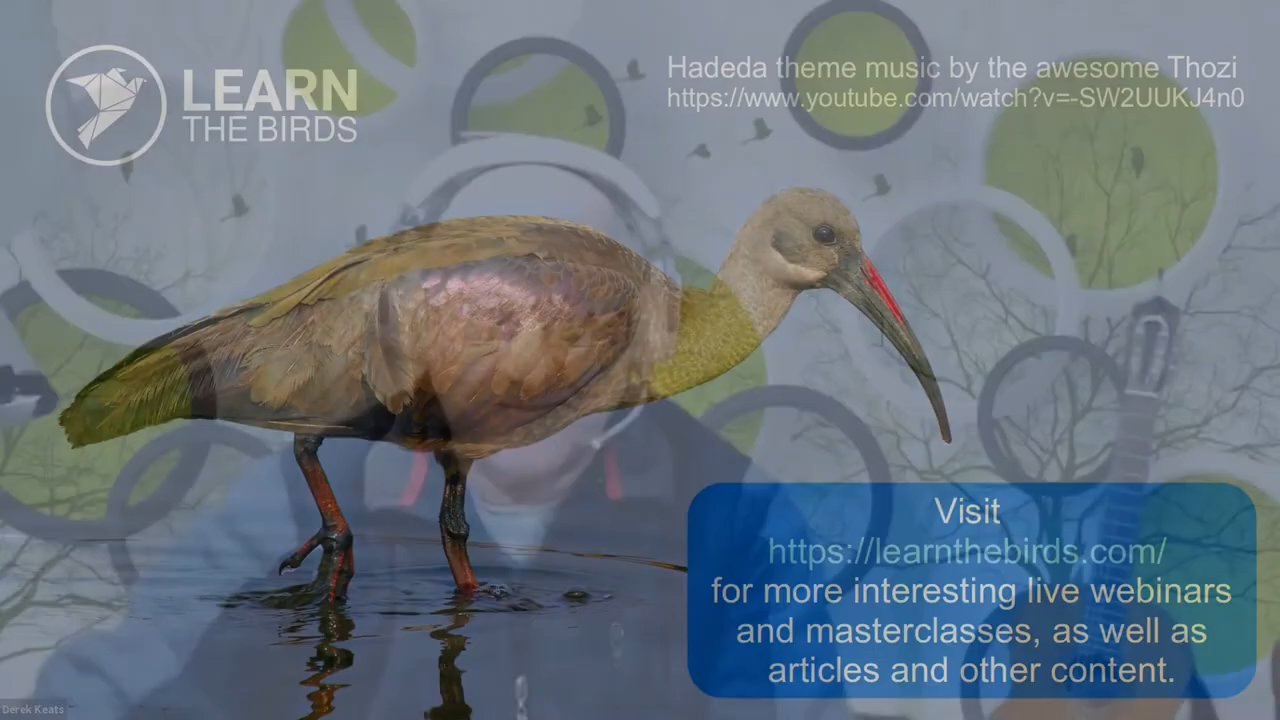 LEARN
THE BIRDS
Hadeda theme music by the awesome Thozi
https://www.youtube.com/watch?v=-SW2UUKJ4n0
Visit
https://learnthebirds.com/
for more interesting live webinars
and masterclasses, as well as
articles and other content.
Derek Keats